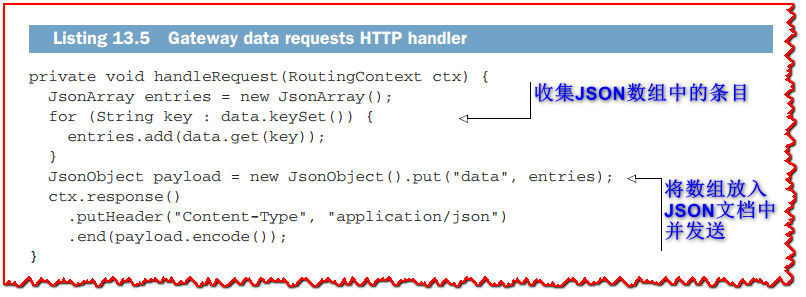 Listing 13.5 Gateway data requests HTTP handler
private void handleRequest(RoutingContext ctx) {
  JsonArray entries = new JsonArray();
  for (String key : data.keySet()) {
    entries.add(data.get(key));
  }
  JsonObject payload = new JsonObject().put("data", entries);
  ctx.response()
    .putHeader("Content-Type", "application/json")
    .end(payload.encode());
}
收集JSON数组中的条目
将数组放入
JSON文档中
并发送